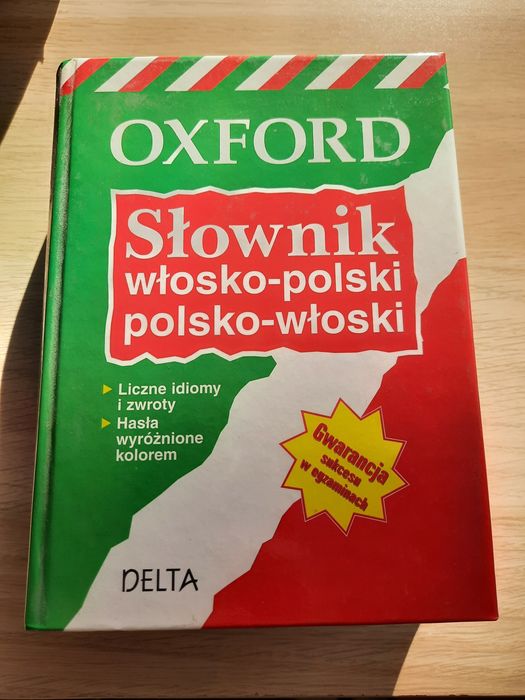 OXFORD
Słownik
włosko-polski
polsko-włoski
Liczne idiomy
i zwroty
Hasła
wyróżnione
kolorem
Gwarancja
sukcesu
w egzaminach
DELTA